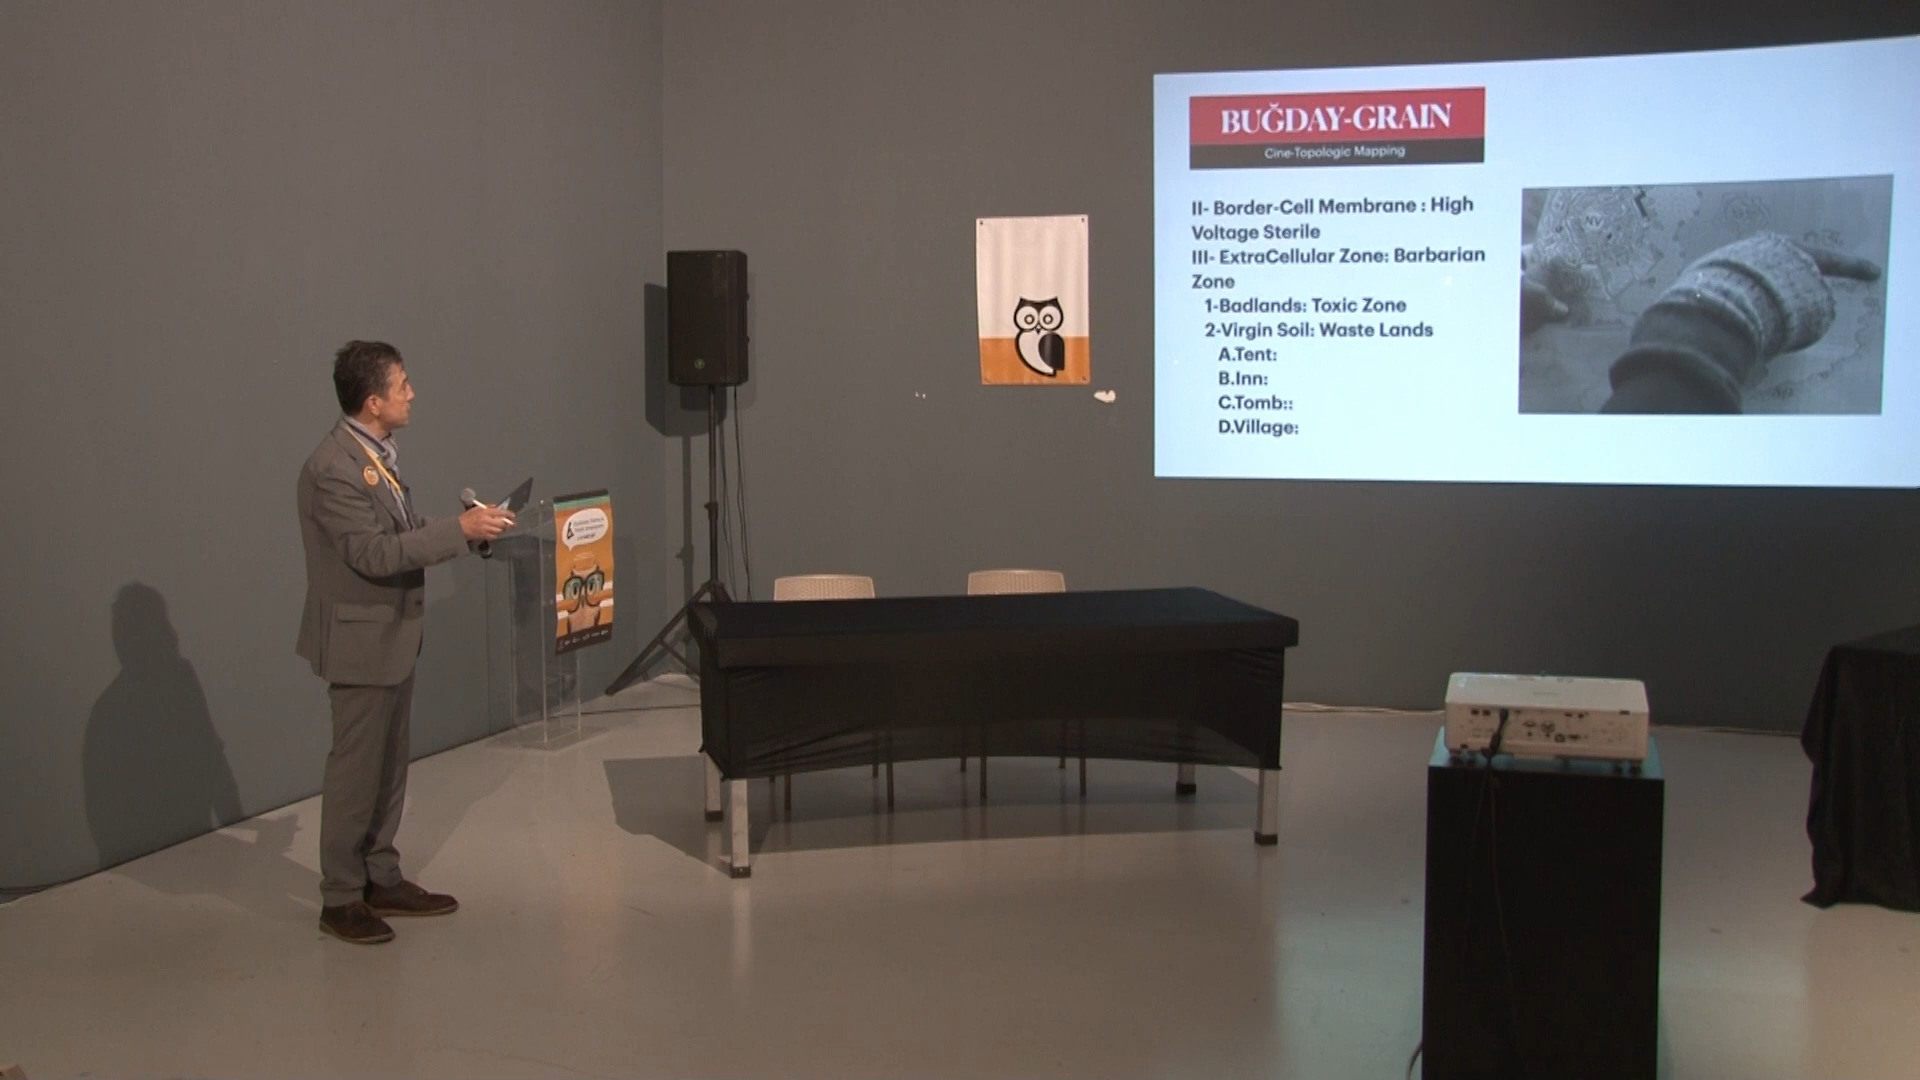 BUĞDAY-GRAIN
Cine-Topologic Mapping
II- Border-Cell Membrane : High
Voltage Sterile
III- ExtraCellular Zone: Barbarian
Zone
1-Badlands: Toxic Zone
2-Virgin Soil: Waste Lands
A.Tent:
B.Inn:
C.Tomb::
D.Village:
NV